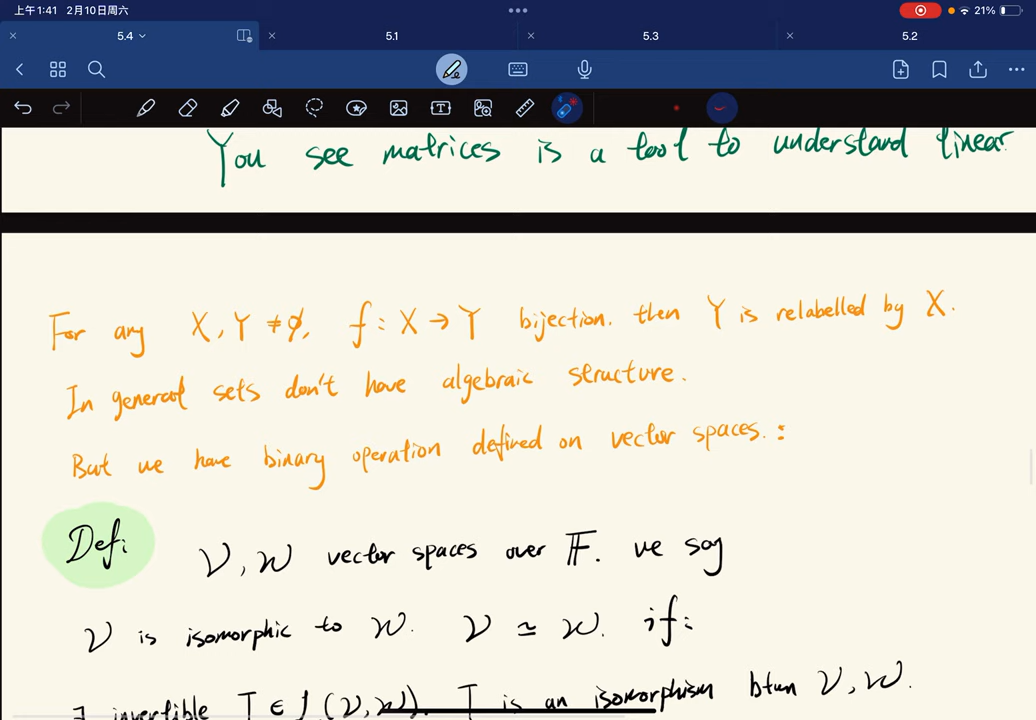 上午1:41 2月10日周六
21%
5.4
5.1
5.3
5.2
You see matrices is a tool to understand linear
For any X, Y ≠ ∅, f : X → Y bijection. then Y is relabelled by X.
In general sets don't have algebraic structure.
But we have binary operation defined on vector spaces. :
Def:
V, W vector spaces over 𝔽. we say
V is isomorphic to W. V ≃ W. if:
∃ invertible T ∈ L(V, W). T is an isomorphism btwn V, W.